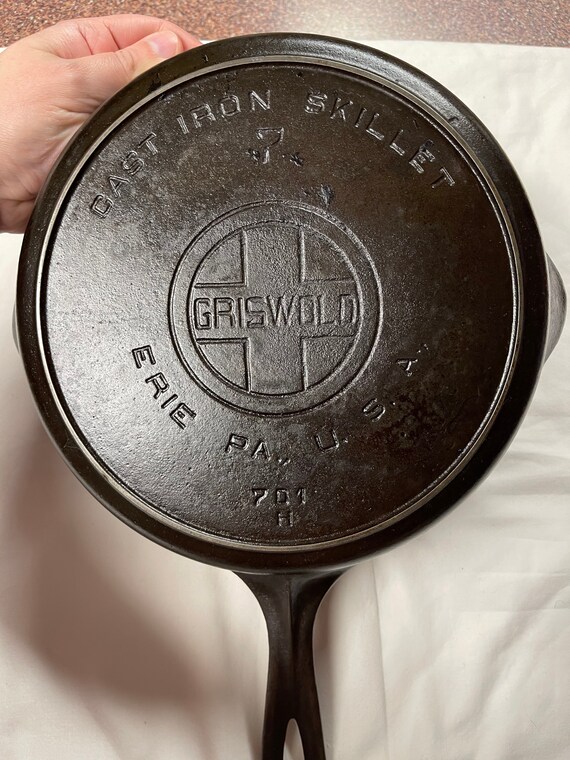 CAST IRON SKILLET
7
GRISWOLD
ERIE PA., U. S. A.
701
H